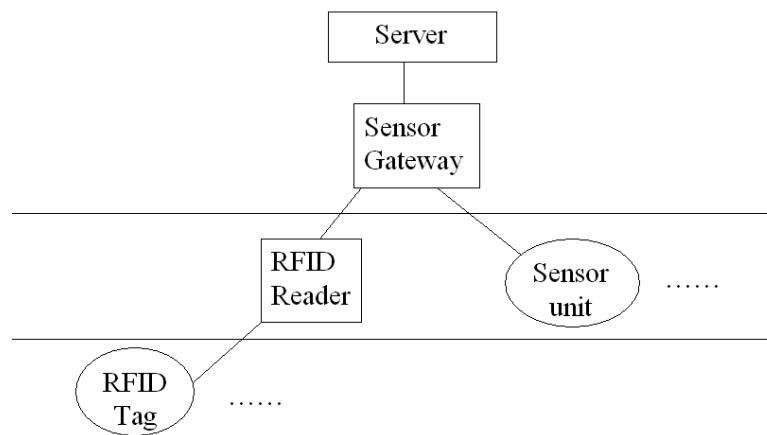 Server
Sensor
Gateway
RFID
Reader
Sensor
unit
……
RFID
Tag
……